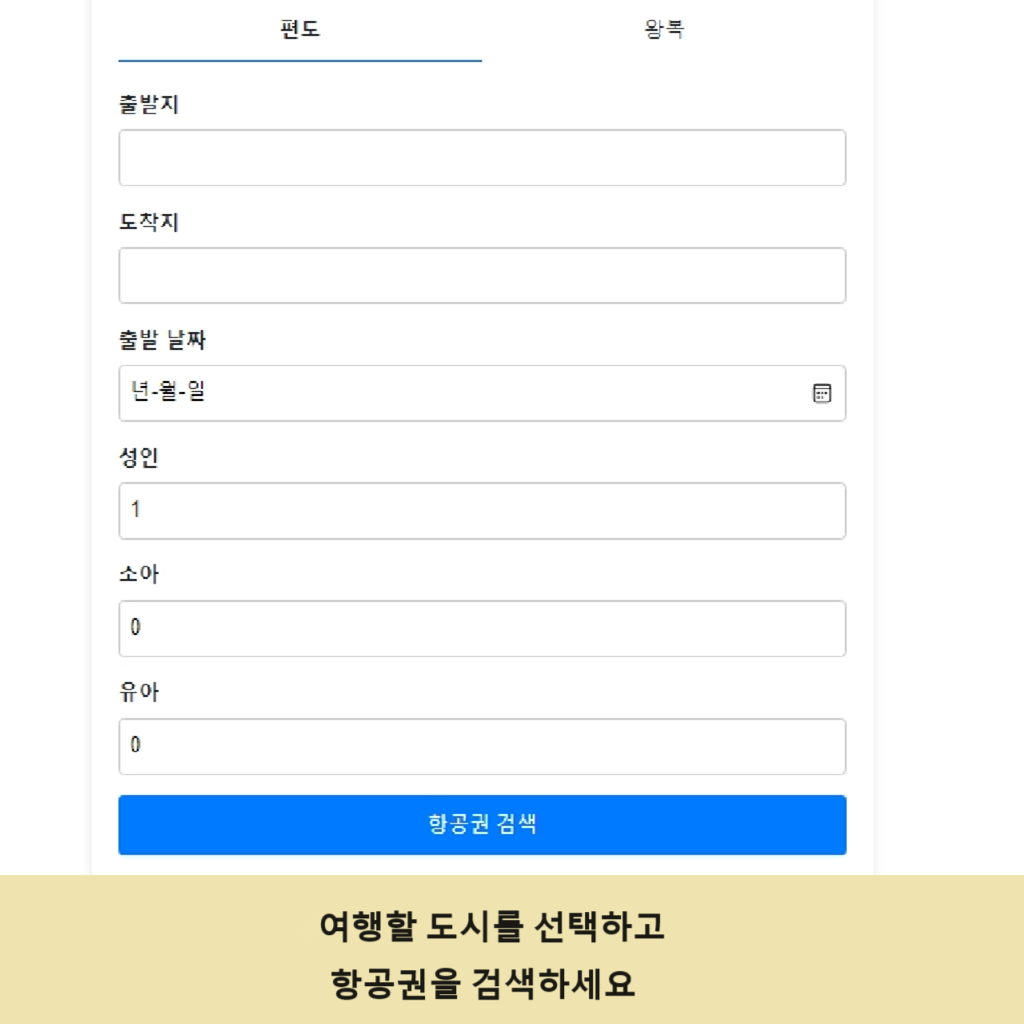 편도
왕복
출발지
도착지
출발 날짜
년-월-일
성인
1
소아
0
유아
0
항공권 검색
여행할 도시를 선택하고
항공권을 검색하세요